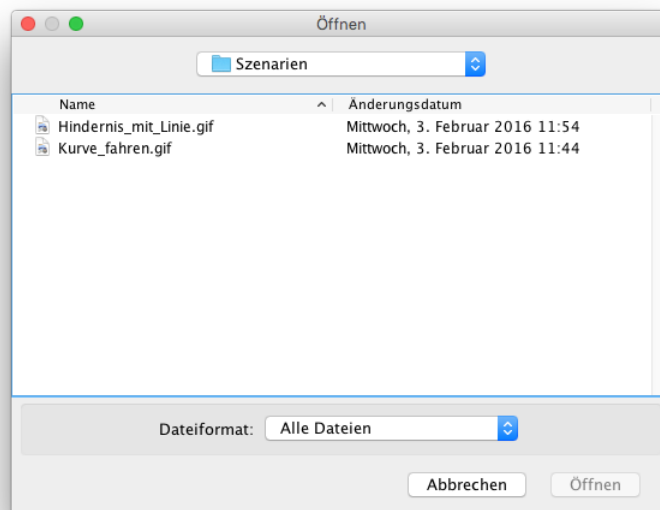 Öffnen
Szenarien
Name Änderungsdatum
Hindernis_mit_Linie.gif Mittwoch, 3. Februar 2016 11:54
Kurve_fahren.gif Mittwoch, 3. Februar 2016 11:44
Dateiformat: Alle Dateien
Abbrechen Öffnen